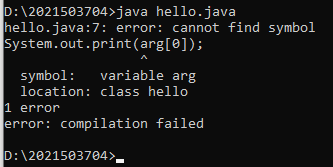 D:\2021503704>java hello.java
hello.java:7: error: cannot find symbol
System.out.print(arg[0]);
^
symbol: variable arg
location: class hello
1 error
error: compilation failed
D:\2021503704>